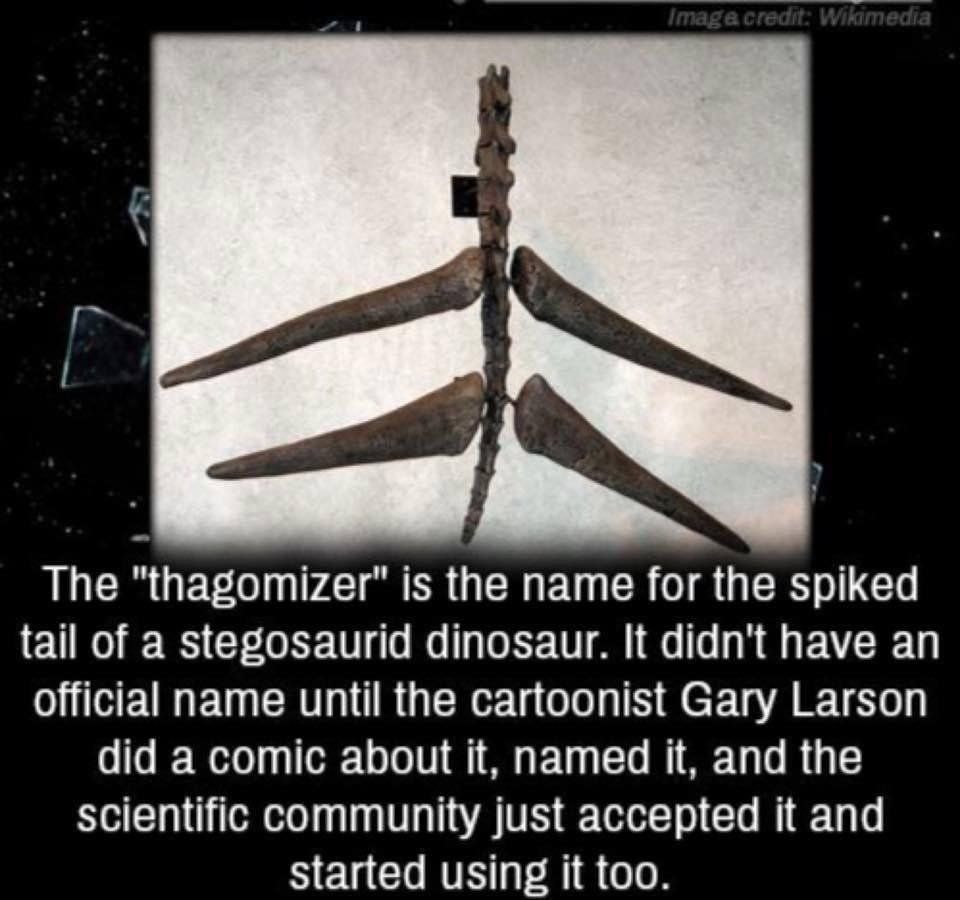 Image credit: Wikimedia
The "thagomizer" is the name for the spiked
tail of a stegosaurid dinosaur. It didn't have an
official name until the cartoonist Gary Larson
did a comic about it, named it, and the
scientific community just accepted it and
started using it too.